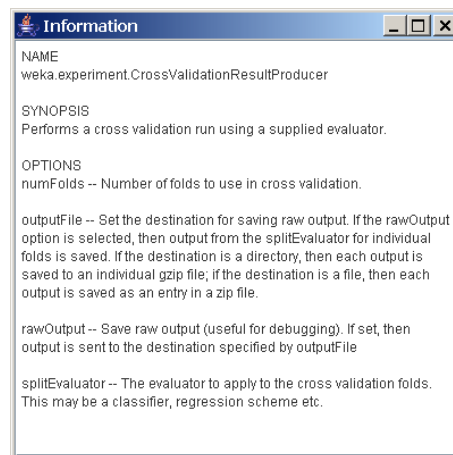 Information
NAME
weka.experiment.CrossValidationResultProducer
SYNOPSIS
Performs a cross validation run using a supplied evaluator.
OPTIONS
numFolds -- Number of folds to use in cross validation.
outputFile -- Set the destination for saving raw output. If the rawOutput
option is selected, then output from the splitEvaluator for individual
folds is saved. If the destination is a directory, then each output is
saved to an individual gzip file; if the destination is a file, then each
output is saved as an entry in a zip file.
rawOutput -- Save raw output (useful for debugging). If set, then
output is sent to the destination specified by outputFile
splitEvaluator -- The evaluator to apply to the cross validation folds.
This may be a classifier, regression scheme etc.